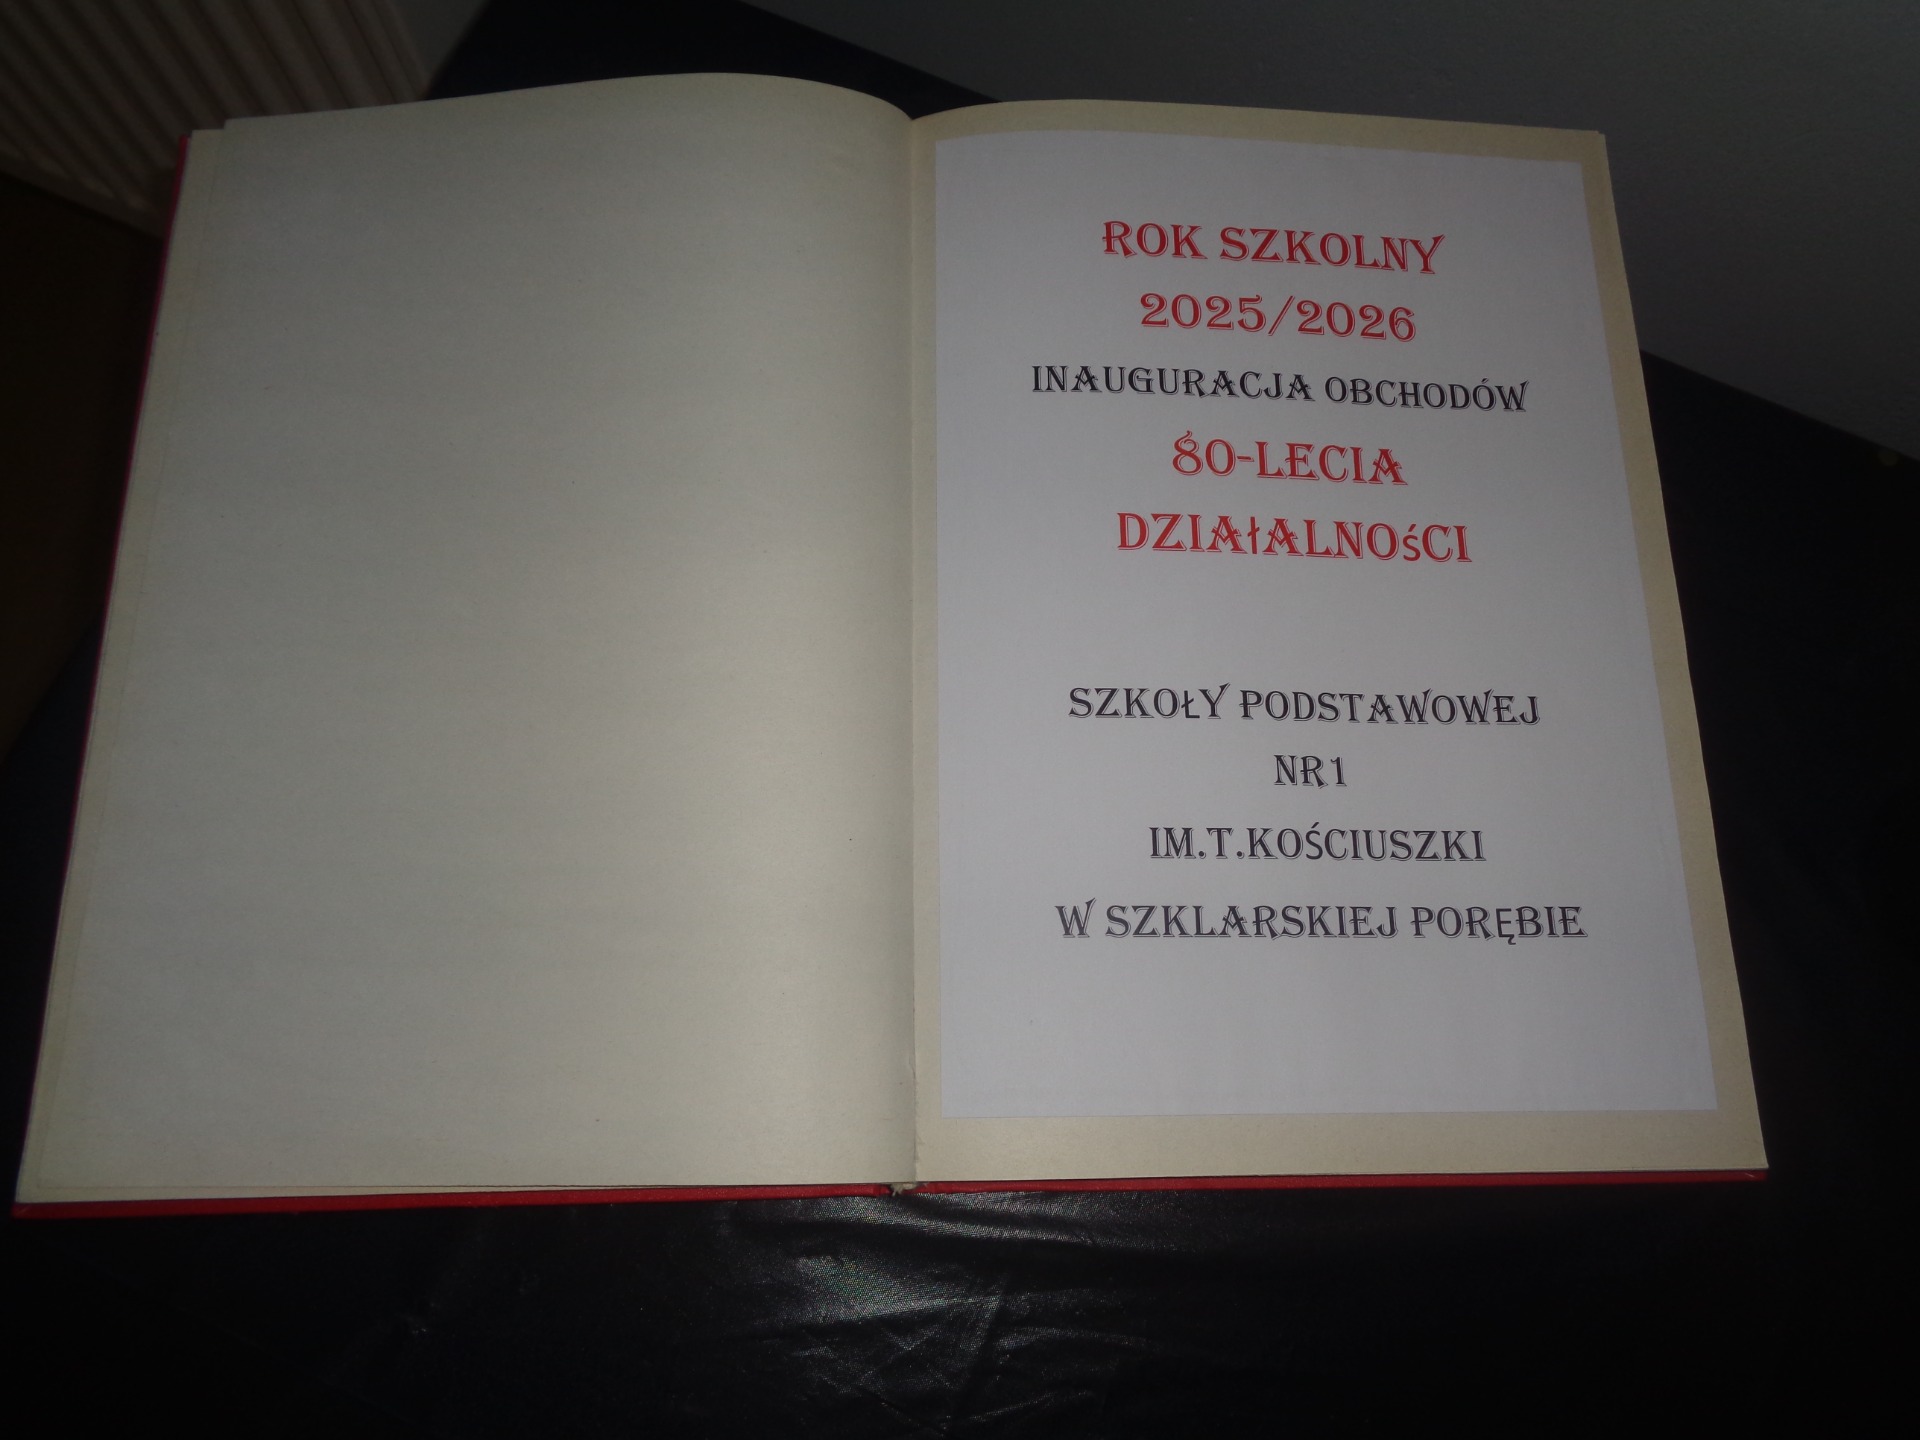 ROK SZKOLNY
2025/2026
INAUGURACJA OBCHODÓW
80-LECIA
DZIAłALNOśCI
SZKOŁY PODSTAWOWEJ
NR1
IM.T.KOŚCIUSZKI
W SZKLARSKIEJ PORĘBIE